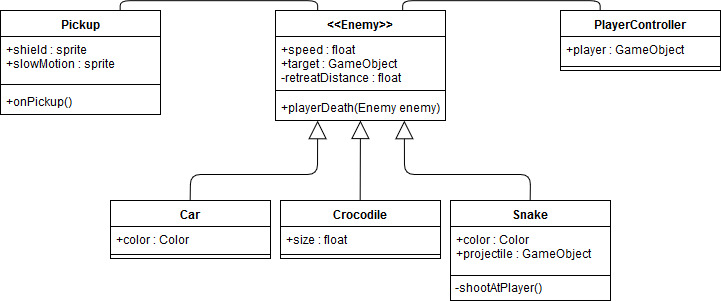 Pickup
+shield : sprite
+slowMotion : sprite
+onPickup()
<<Enemy>>
+speed : float
+target : GameObject
-retreatDistance : float
+playerDeath(Enemy enemy)
PlayerController
+player : GameObject
Car
+color : Color
Crocodile
+size : float
Snake
+color : Color
+projectile : GameObject
-shootAtPlayer()